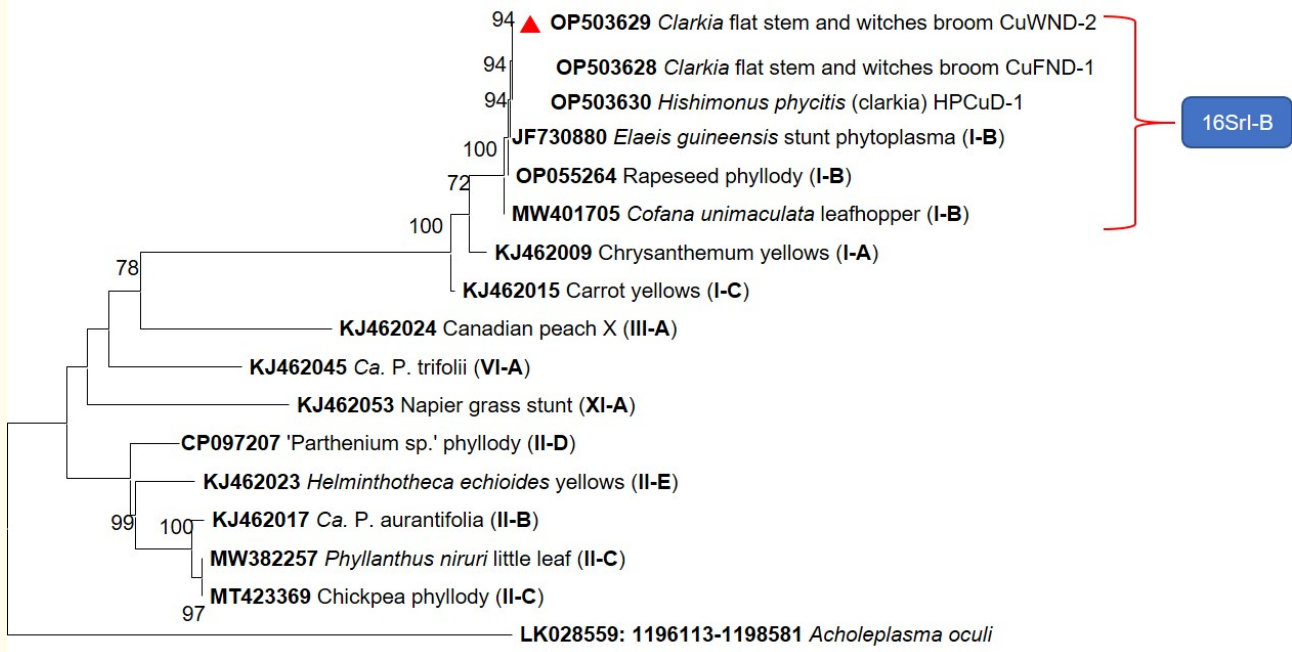 94 OP503629 Clarkia flat stem and witches broom CuWND-2
94 OP503628 Clarkia flat stem and witches broom CuFND-1
94 OP503630 Hishimonus phycitis (clarkia) HPCuD-1
16SrI-B
JF730880 Elaeis guineensis stunt phytoplasma (I-B)
100
OP055264 Rapeseed phyllody (I-B)
72
MW401705 Cofana unimaculata leafhopper (I-B)
100
KJ462009 Chrysanthemum yellows (I-A)
78
KJ462015 Carrot yellows (I-C)
KJ462024 Canadian peach X (III-A)
KJ462045 Ca. P. trifolii (VI-A)
KJ462053 Napier grass stunt (XI-A)
CP097207 'Parthenium sp.' phyllody (II-D)
KJ462023 Helminthotheca echioides yellows (II-E)
99 100 KJ462017 Ca. P. aurantifolia (II-B)
MW382257 Phyllanthus niruri little leaf (II-C)
MT423369 Chickpea phyllody (II-C)
97
LK028559: 1196113-1198581 Acholeplasma oculi